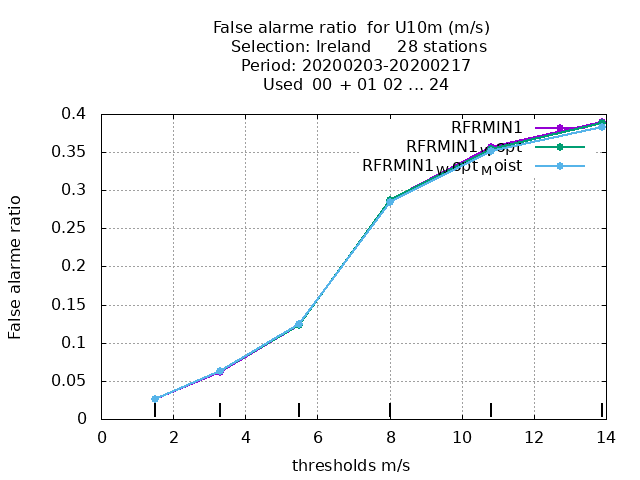 False alarme ratio for U10m (m/s)
Selection: Ireland 28 stations
Period: 20200203-20200217
Used 00 + 01 02 ... 24
0.4
0.35
0.3
0.25
0.2
0.15
0.1
0.05
0
False alarme ratio
RFRMIN1
RFRMIN1Wopt
RFRMIN1WoptMoist
0 2 4 6 8 10 12 14
thresholds m/s